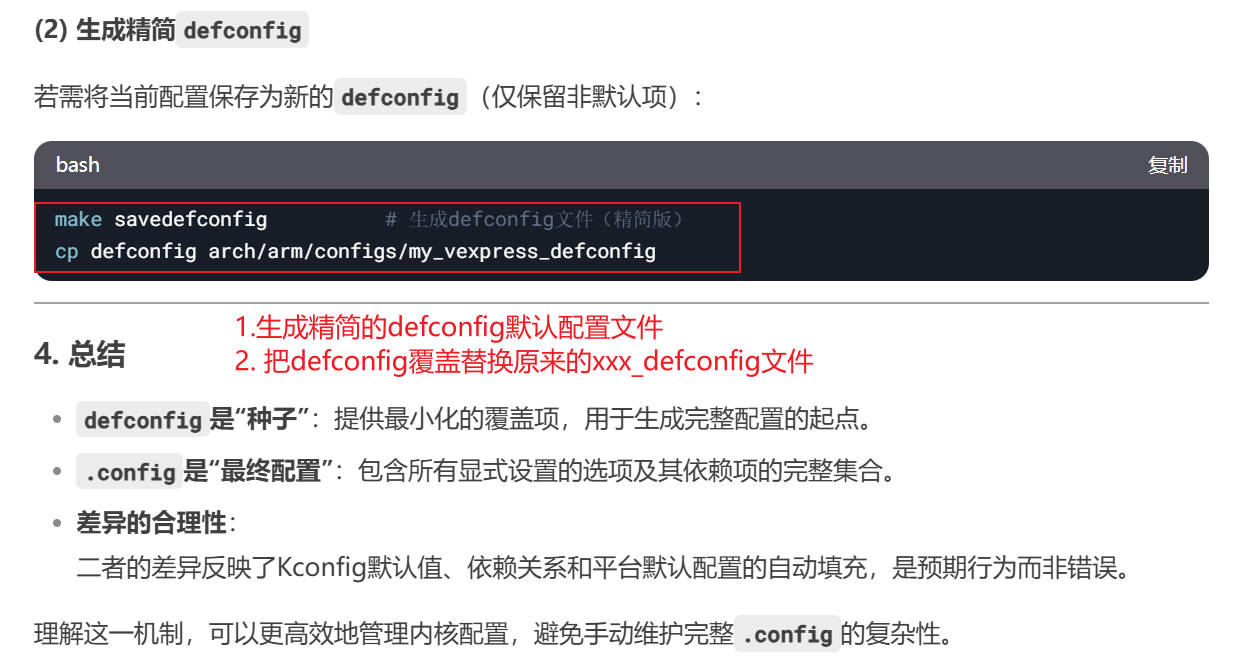 (2) 生成精简 defconfig
若需将当前配置保存为新的 defconfig（仅保留非默认项）：
bash 复制
make savedefconfig # 生成defconfig文件（精简版）
cp defconfig arch/arm/configs/my_vexpress_defconfig
1.生成精简的defconfig默认配置文件
4. 总结
2. 把defconfig覆盖替换原来的xxx_defconfig文件
• defconfig 是“种子”：提供最小化的覆盖项，用于生成完整配置的起点。
• .config 是“最终配置”：包含所有显式设置的选项及其依赖项的完整集合。
• 差异的合理性：
二者的差异反映了Kconfig默认值、依赖关系和平台默认配置的自动填充，是预期行为而非错误。
理解这一机制，可以更高效地管理内核配置，避免手动维护完整 .config 的复杂性。